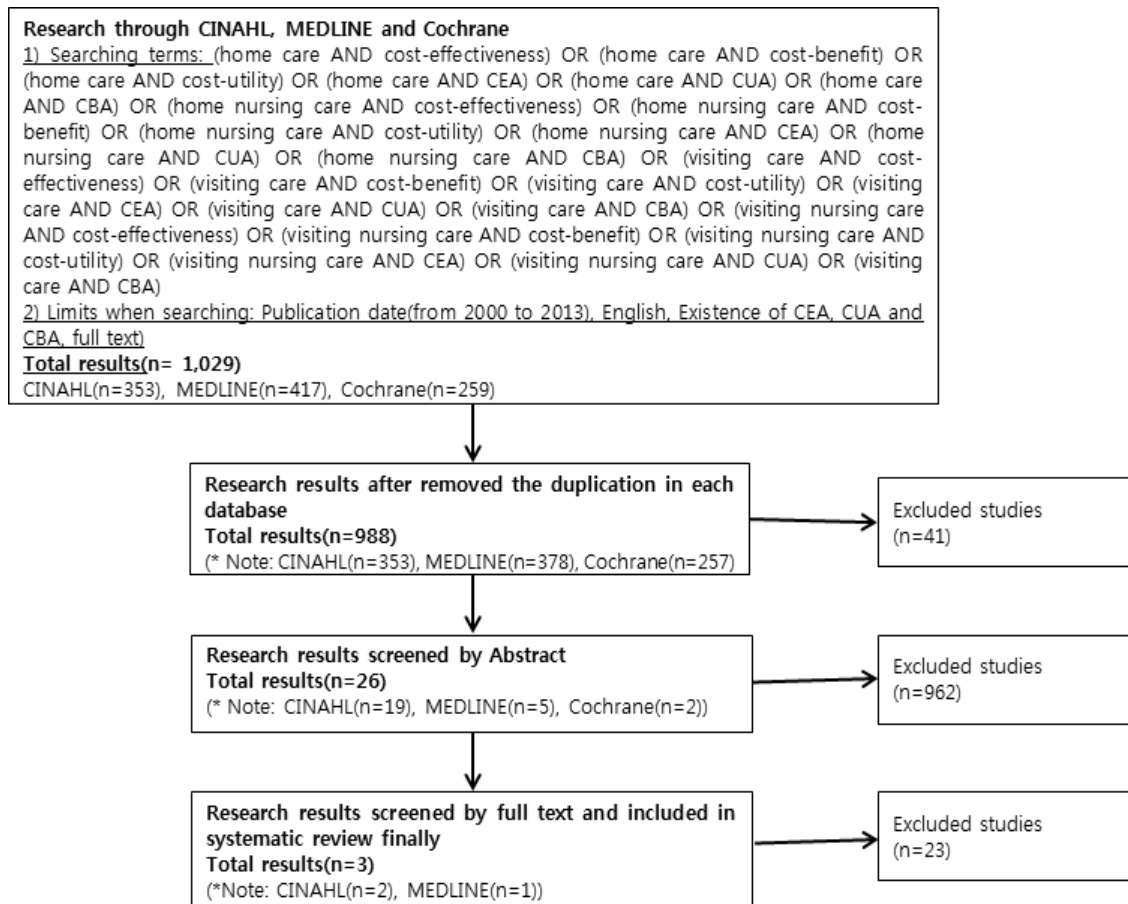 Research through CINAHL, MEDLINE and Cochrane
1) Searching terms: (home care AND cost-effectiveness) OR (home care AND cost-benefit) OR
(home care AND cost-utility) OR (home care AND CEA) OR (home care AND CUA) OR (home care
AND CBA) OR (home nursing care AND cost-effectiveness) OR (home nursing care AND cost-
benefit) OR (home nursing care AND cost-utility) OR (home nursing care AND CEA) OR (home
nursing care AND CUA) OR (home nursing care AND CBA) OR (visiting care AND cost-
effectiveness) OR (visiting care AND cost-benefit) OR (visiting care AND cost-utility) OR (visiting
care AND CEA) OR (visiting care AND CUA) OR (visiting care AND CBA) OR (visiting nursing care
AND cost-effectiveness) OR (visiting nursing care AND cost-benefit) OR (visiting nursing care AND
cost-utility) OR (visiting nursing care AND CEA) OR (visiting nursing care AND CUA) OR (visiting
care AND CBA)
2) Limits when searching: Publication date(from 2000 to 2013), English, Existence of CEA, CUA and
CBA, full text)
Total results(n= 1,029)
CINAHL(n=353), MEDLINE(n=417), Cochrane(n=259)
Research results after removed the duplication in each
database
Total results(n=988)
(* Note: CINAHL(n=353), MEDLINE(n=378), Cochrane(n=257)
Excluded studies
(n=41)
Research results screened by Abstract
Total results(n=26)
(* Note: CINAHL(n=19), MEDLINE(n=5), Cochrane(n=2))
Excluded studies
(n=962)
Research results screened by full text and included in
systematic review finally
Total results(n=3)
(*Note: CINAHL(n=2), MEDLINE(n=1))
Excluded studies
(n=23)